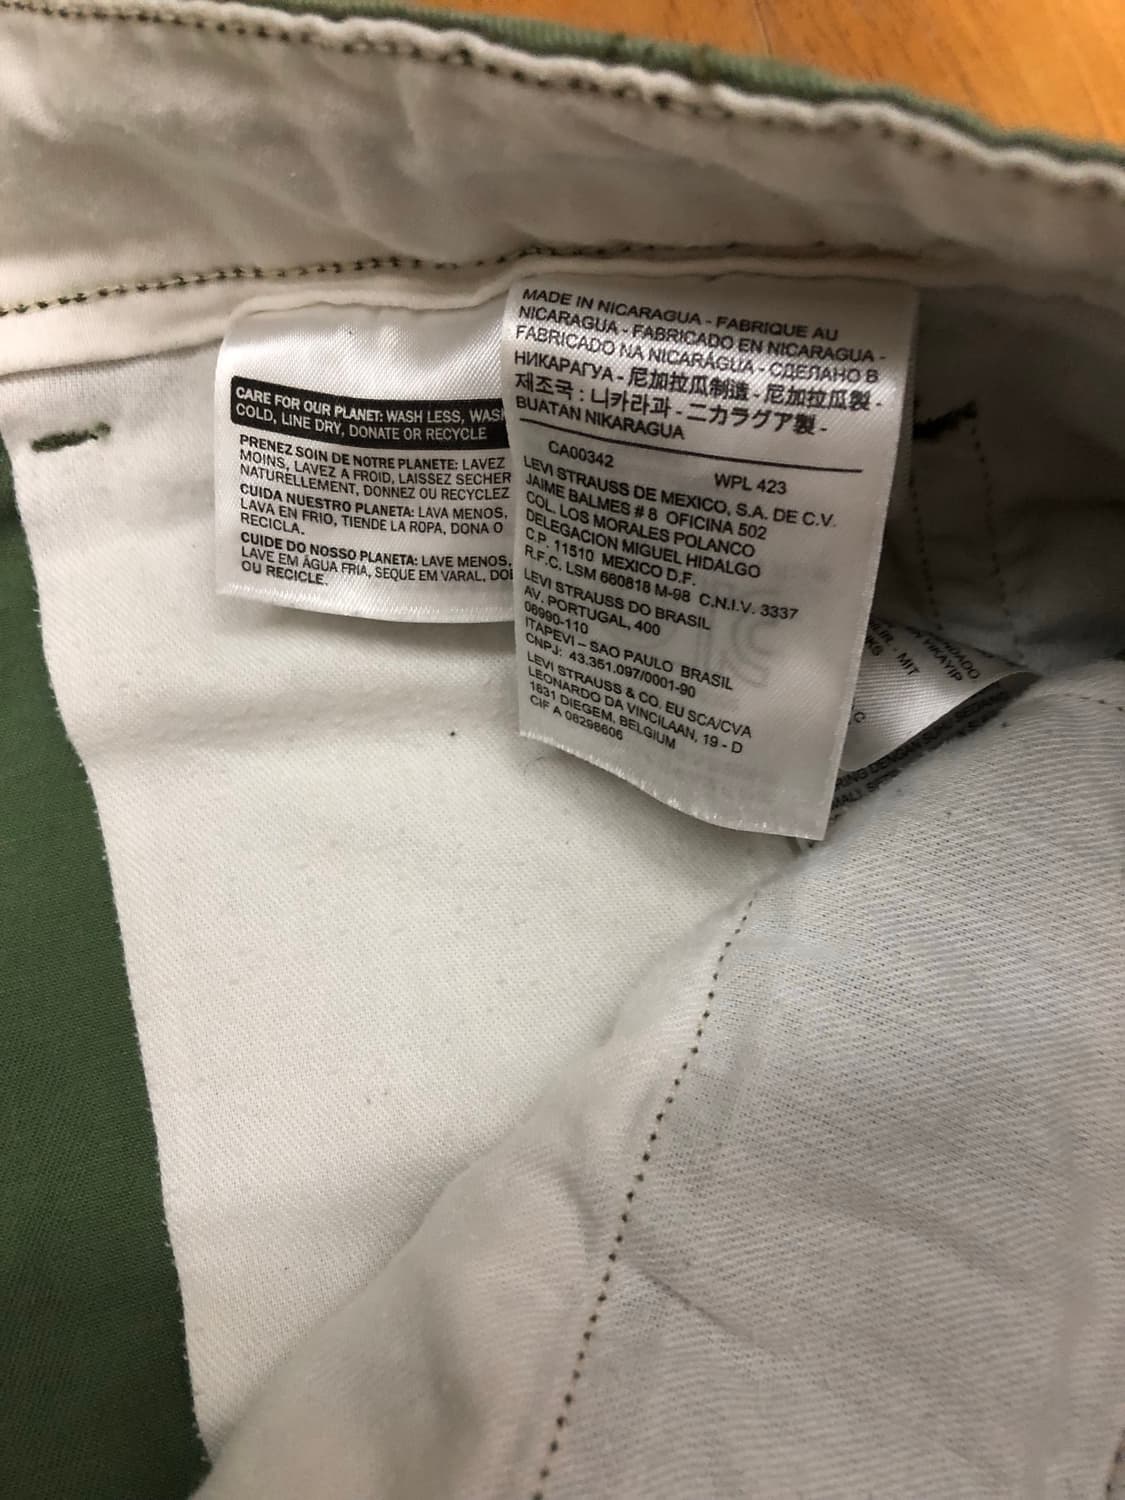 CARE FOR OUR PLANET: WASH LESS, WASH
COLD, LINE DRY, DONATE OR RECYCLE
PRENEZ SOIN DE NOTRE PLANETE: LAVEZ
MOINS, LAVEZ A FROID, LAISSEZ SECHER
NATURELLEMENT, DONNEZ OU RECYCLEZ
CUIDA NUESTRO PLANETA: LAVA MENOS,
LAVA EN FRIO, TIENDE LA ROPA, DONA O
RECICLA.
CUIDE DO NOSSO PLANETA: LAVE MENOS,
LAVE EM ÁGUA FRIA, SEQUE EM VARAL, DOE
OU RECICLE.
MADE IN NICARAGUA - FABRIQUE AU
NICARAGUA - FABRICADO EN NICARAGUA -
FABRICADO NA NICARÁGUA - СДЕЛАНО В
НИКАРАГУА - 尼加拉瓜制造 - 尼加拉瓜製 -
제조국 : 니카라과 - ニカラグア製 -
BUATAN NIKARAGUA
CA00342 WPL 423
LEVI STRAUSS DE MEXICO, S.A. DE C.V.
JAIME BALMES # 8 OFICINA 502
COL. LOS MORALES POLANCO
DELEGACION MIGUEL HIDALGO
C.P. 11510 MEXICO D.F.
R.F.C. LSM 660818 M-98 C.N.I.V. 3337
LEVI STRAUSS DO BRASIL
AV. PORTUGAL, 400
06990-110
ITAPEVI – SAO PAULO BRASIL
CNPJ: 43.351.097/0001-90
LEVI STRAUSS & CO. EU SCA/CVA
LEONARDO DA VINCILAAN, 19 - D
1831 DIEGEM, BELGIUM
CIF A 08298606
MIT
RING DENGAN